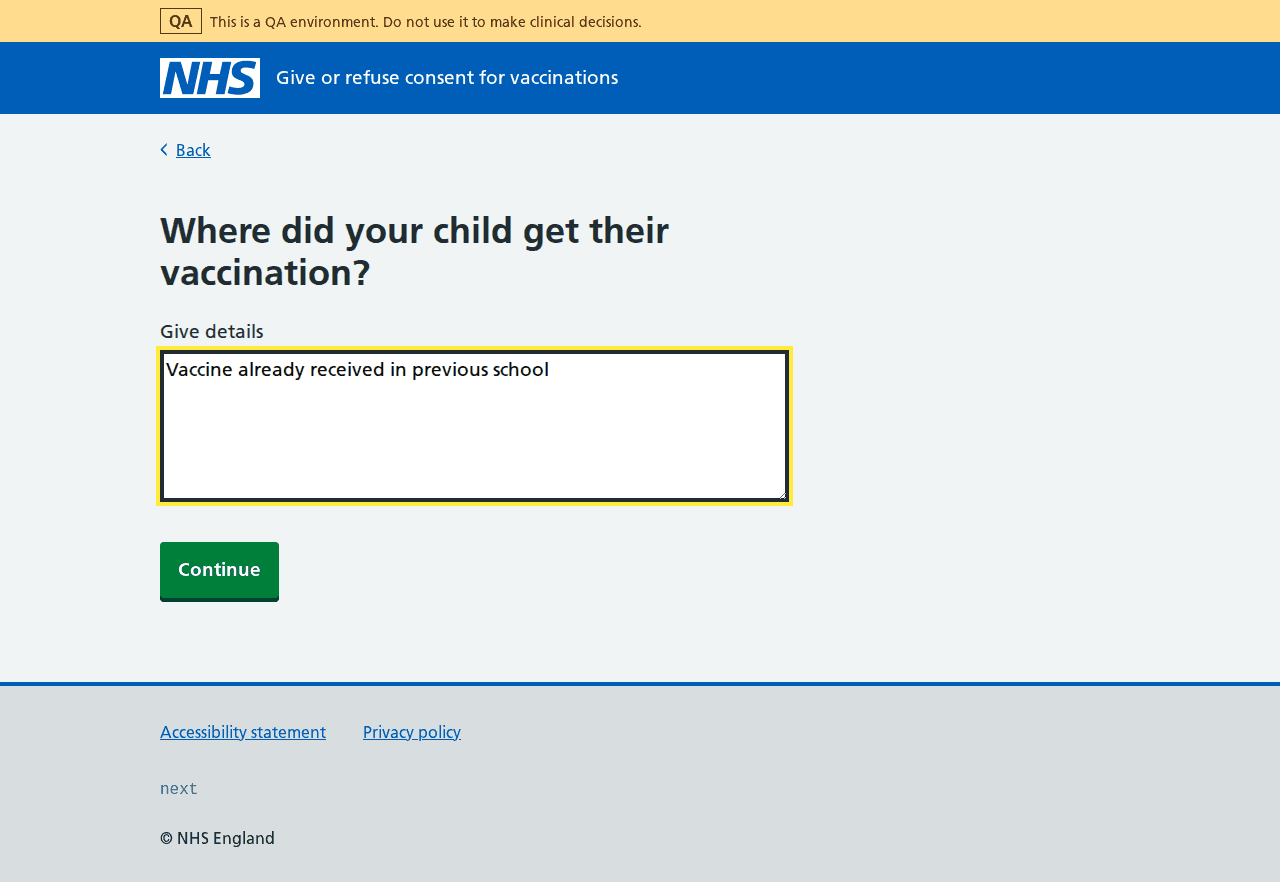 QA This is a QA environment. Do not use it to make clinical decisions.
NHS Give or refuse consent for vaccinations
Back
Where did your child get their
vaccination?
Give details
Vaccine already received in previous school
Continue
Accessibility statement Privacy policy
next
© NHS England